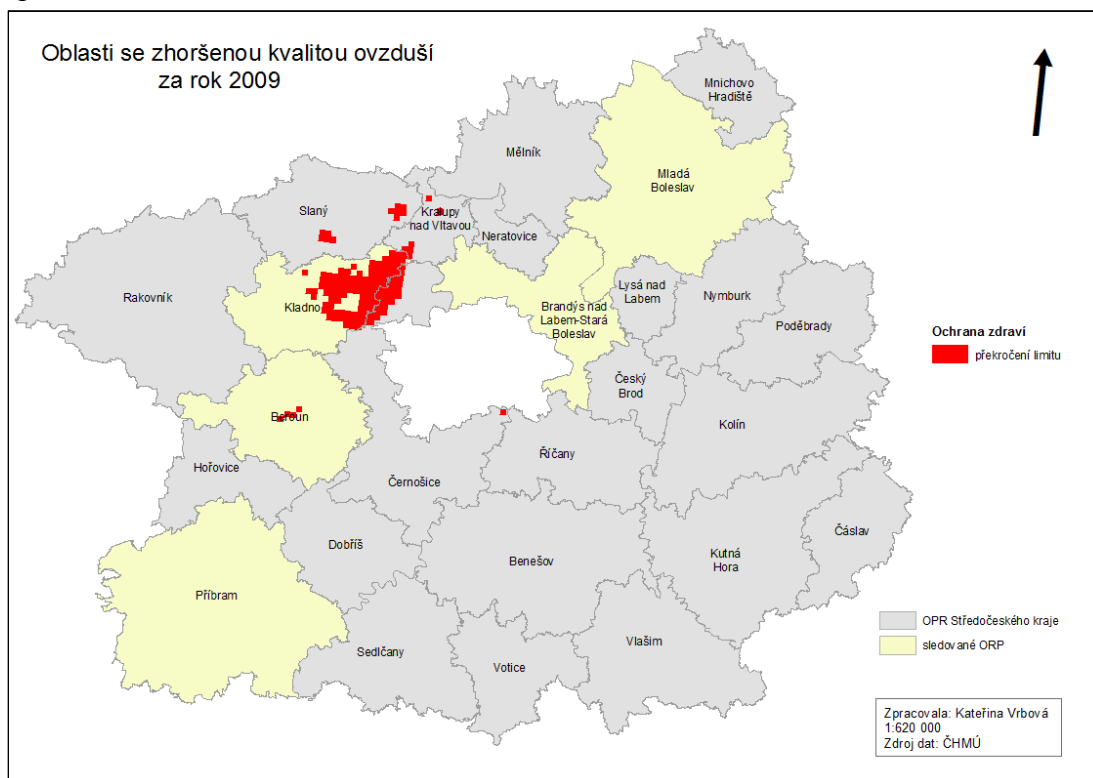 Oblasti se zhoršenou kvalitou ovzduší
za rok 2009
Mnichovo
Hradiště
Mělník
Mladá
Boleslav
Slaný
Kralupy
nad Vltavou
Neratovice
Rakovník
Kladno
Lysá nad
Labem
Nymburk
Brandýs nad
Labem-Stará
Boleslav
Poděbrady
Ochrana zdraví
překročení limitu
Český
Brod
Beroun
Kolín
Hořovice
Říčany
Černošice
Čáslav
Dobříš
Benešov
Kutná
Hora
Příbram
OPR Středočeského kraje
sledované ORP
Sedlčany
Votice
Vlašim
Zpracovala: Kateřina Vrbová
1:620 000
Zdroj dat: ČHMÚ